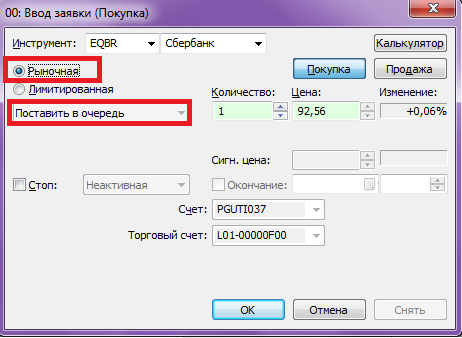 00: Ввод заявки (Покупка)
Инструмент: EQBR Сбербанк Калькулятор
Рыночная Покупка Продажа
Лимитированная
Количество: Цена: Изменение:
Поставить в очередь 1 92,56 +0,06%
Сигн. цена:
Стоп: Неактивная Окончание:
Счет: PGUTI037
Торговый счет: L01-00000F00
OK Отмена Снять